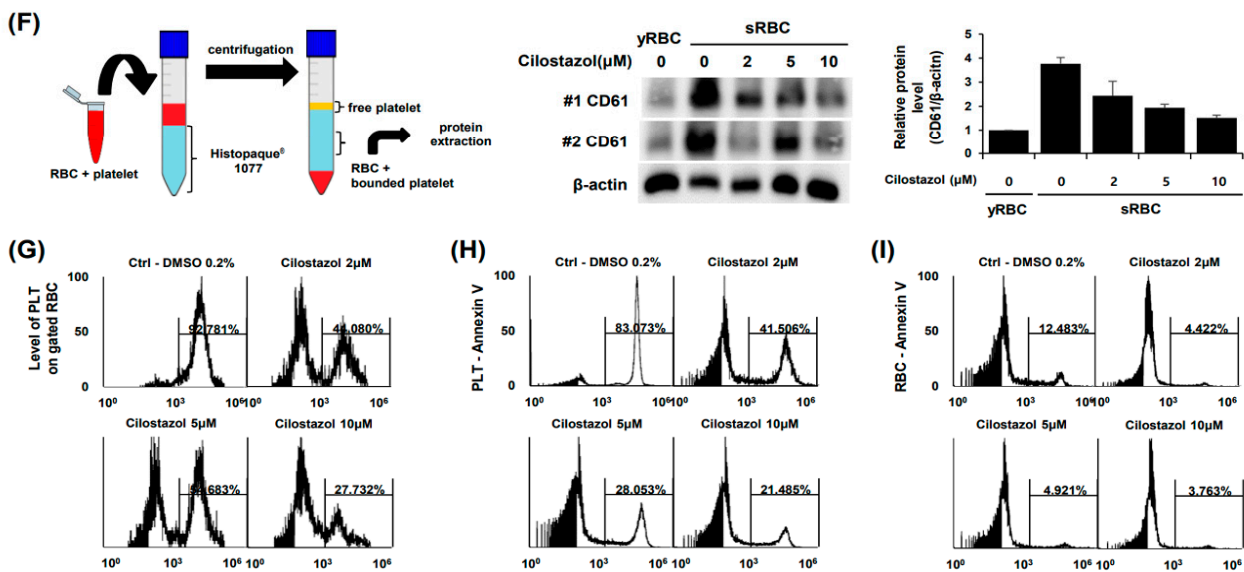 (F)
centrifugation
free platelet
RBC + platelet
Histopaque®
1077
RBC +
bounded platelet
protein
extraction
yRBC
sRBC
Cilostazol(μM)
0
0
2
5
10
#1 CD61
#2 CD61
β-actin
Relative protein
level
(CD61/β-acitn)
5
4
3
2
1
0
Cilostazol (μM)
0
0
2
5
10
yRBC
sRBC
(G)
Level of PLT
on gated RBC
Ctrl - DMSO 0.2%
Cilostazol 2μM
100
50
0
92.781%
10⁰
10³
10⁶
10⁰
10³
10⁶
Cilostazol 5μM
Cilostazol 10μM
27.732%
10⁰
10³
10⁶
10⁰
10³
10⁶
(H)
PLT - Annexin V
Ctrl - DMSO 0.2%
Cilostazol 2μM
100
50
0
83.073%
41.506%
10⁰
10³
10⁶
10⁰
10³
10⁶
Cilostazol 5μM
Cilostazol 10μM
28.053%
21.485%
10⁰
10³
10⁶
10⁰
10³
10⁶
(I)
RBC - Annexin V
Ctrl - DMSO 0.2%
Cilostazol 2μM
100
50
0
12.483%
4.422%
10⁰
10³
10⁶
10⁰
10³
10⁶
Cilostazol 5μM
Cilostazol 10μM
4.921%
3.763%
10⁰
10³
10⁶
10⁰
10³
10⁶